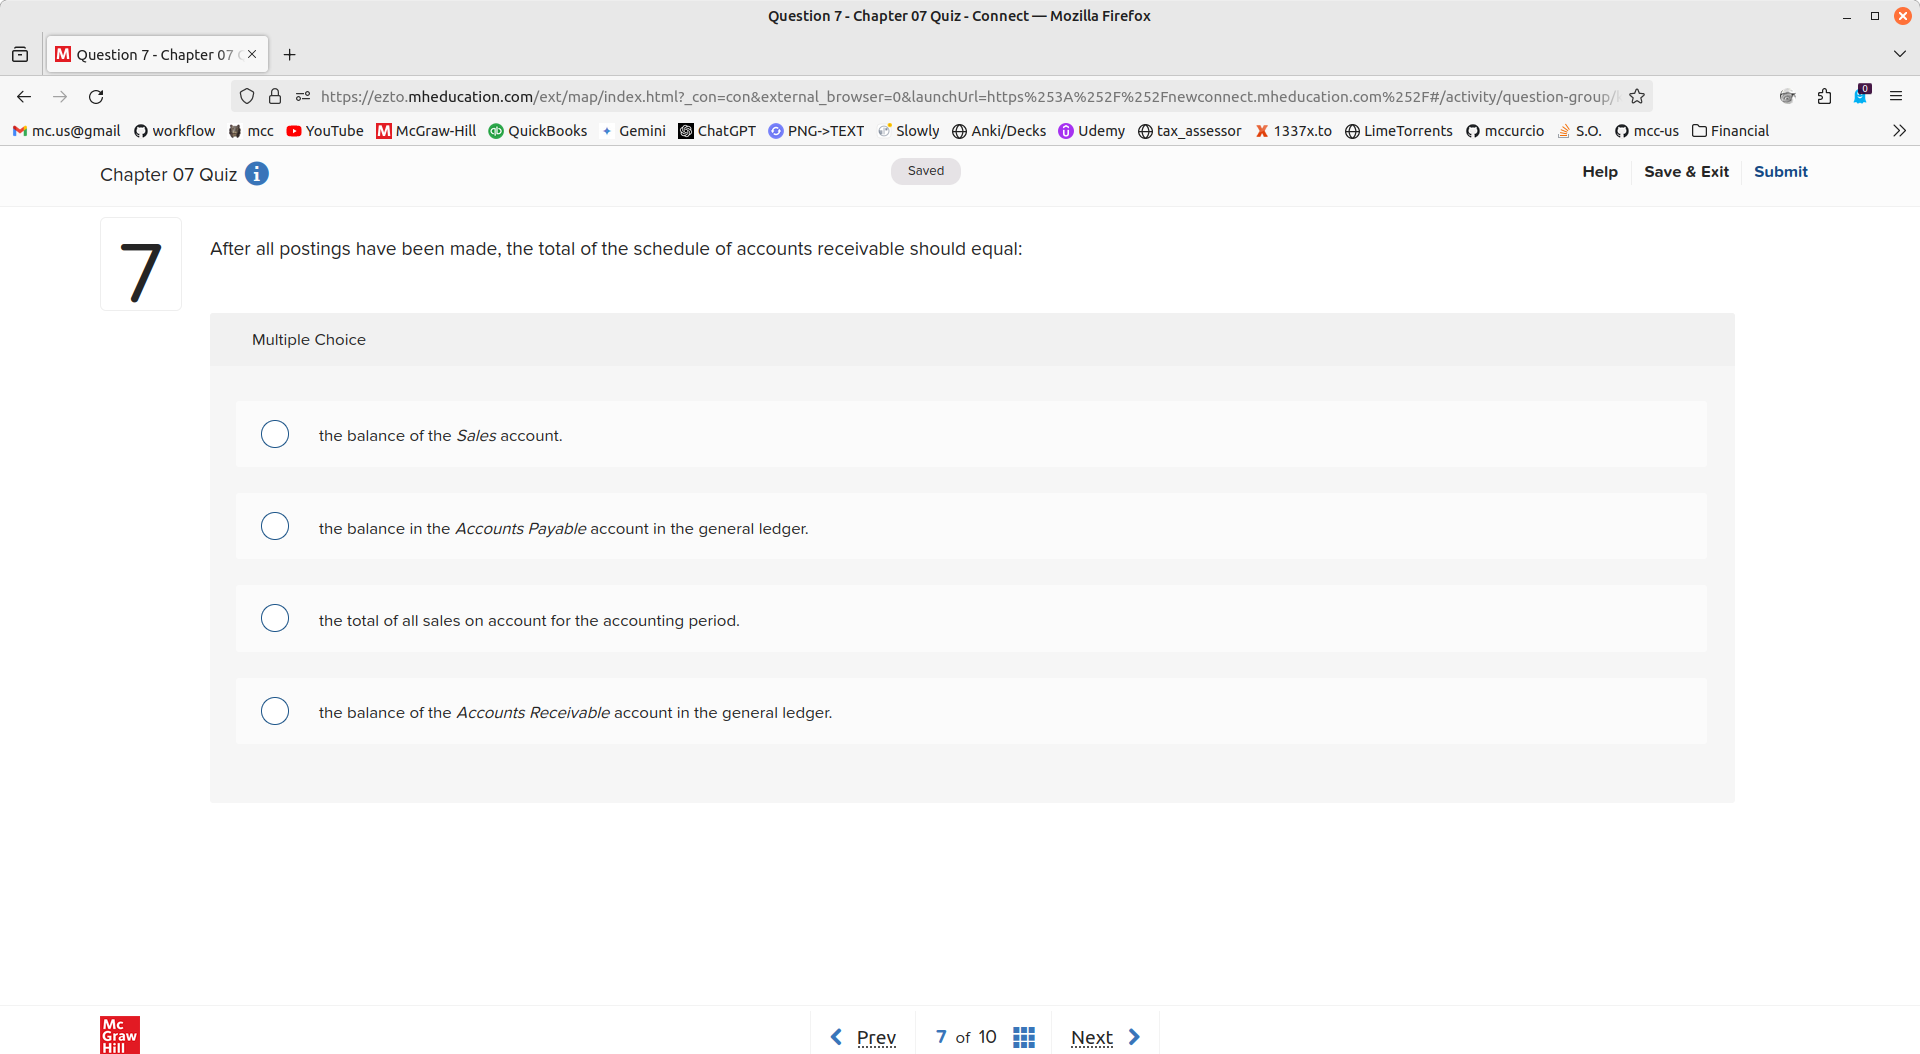 Question 7 - Chapter 07 Quiz - Connect — Mozilla Firefox
Question 7 - Chapter 07
https://ezto.mheducation.com/ext/map/index.html?_con=con&external_browser=0&launchUrl=https%253A%252F%252Fnewconnect.mheducation.com%252F#/activity/question-group/
0
mc.us@gmail workflow mcc YouTube McGraw-Hill QuickBooks Gemini ChatGPT PNG->TEXT Slowly Anki/Decks Udemy tax_assessor 1337x.to LimeTorrents mccurcio S.O. mcc-us Financial
Chapter 07 Quiz i Saved Help Save & Exit Submit
7 After all postings have been made, the total of the schedule of accounts receivable should equal:
Multiple Choice
the balance of the Sales account.
the balance in the Accounts Payable account in the general ledger.
the total of all sales on account for the accounting period.
the balance of the Accounts Receivable account in the general ledger.
Mc
Graw
Hill
Prev 7 of 10 Next